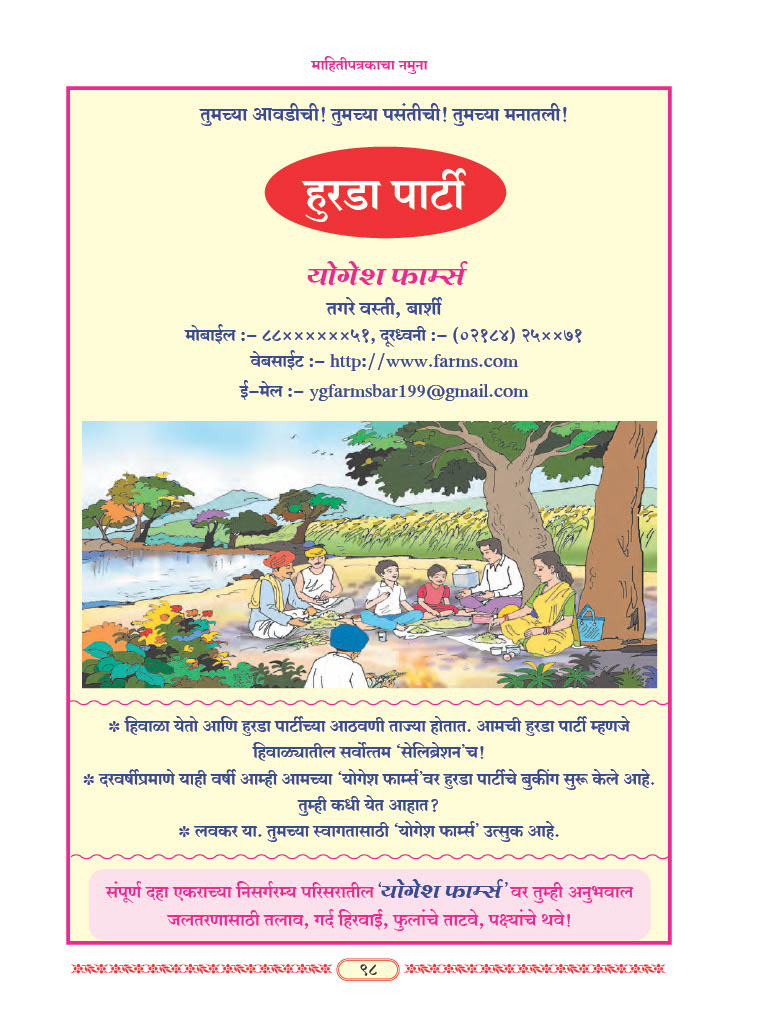 माहितीपत्रकाचा नमुना
तुमच्या आवडीची! तुमच्या पसंतीची! तुमच्या मनातली!
हुरडा पार्टी
योगेश फार्म्स
तगरे वस्ती, बार्शी
मोबाईल :– ८८××××××५१, दूरध्वनी :– (०२१८४) २५××७१
वेबसाईट :– http://www.farms.com
ई–मेल :– ygfarmsbar199@gmail.com
✻ हिवाळा येतो आणि हुरडा पार्टीच्या आठवणी ताज्या होतात. आमची हुरडा पार्टी म्हणजे
हिवाळ्यातील सर्वोत्तम ‘सेलिब्रेशन’च!
✻ दरवर्षीप्रमाणे याही वर्षी आम्ही आमच्या ‘योगेश फार्म्स’वर हुरडा पार्टीचे बुकींग सुरू केले आहे.
तुम्ही कधी येत आहात?
✻ लवकर या. तुमच्या स्वागतासाठी ‘योगेश फार्म्स’ उत्सुक आहे.
संपूर्ण दहा एकराच्या निसर्गरम्य परिसरातील ‘योगेश फार्म्स’ वर तुम्ही अनुभवाल
जलतरणासाठी तलाव, गर्द हिरवाई, फुलांचे ताटवे, पक्ष्यांचे थवे!
९८